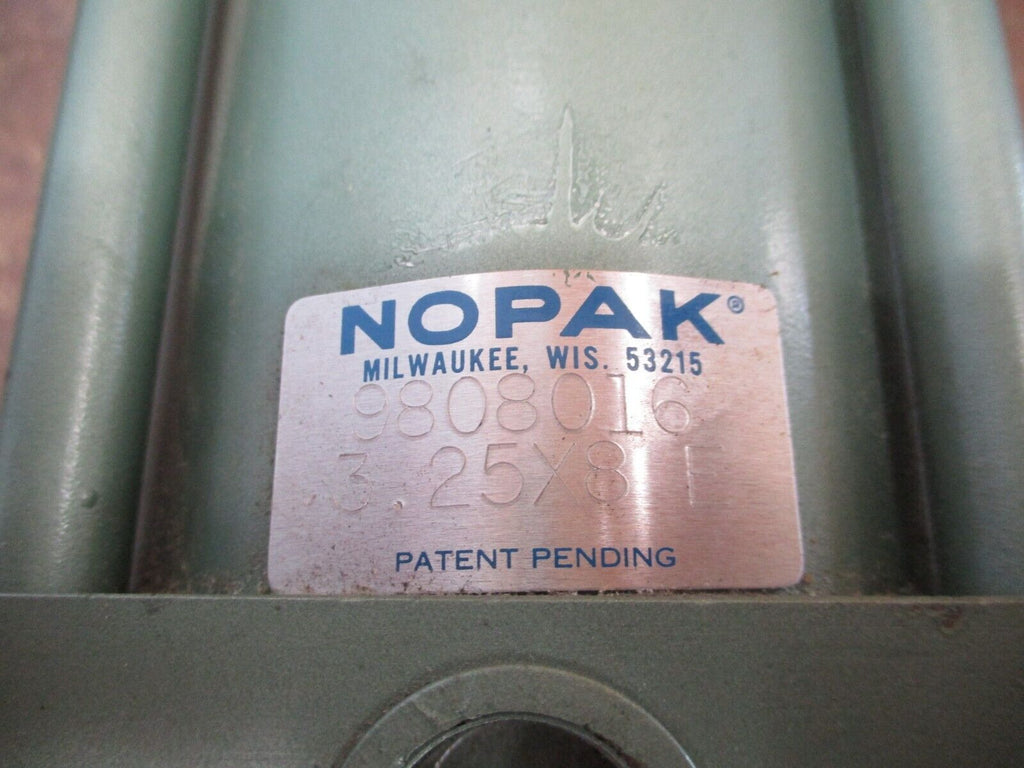 NOPAK®
MILWAUKEE, WIS. 53215
9808016
3.25X8 F
PATENT PENDING